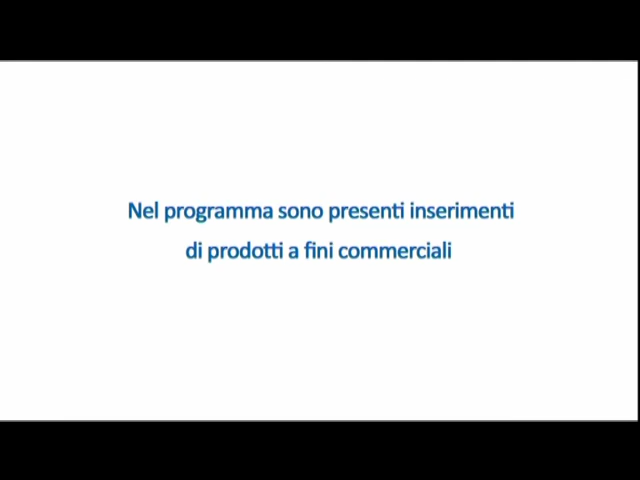 Nel programma sono presenti inserimenti
di prodotti a fini commerciali